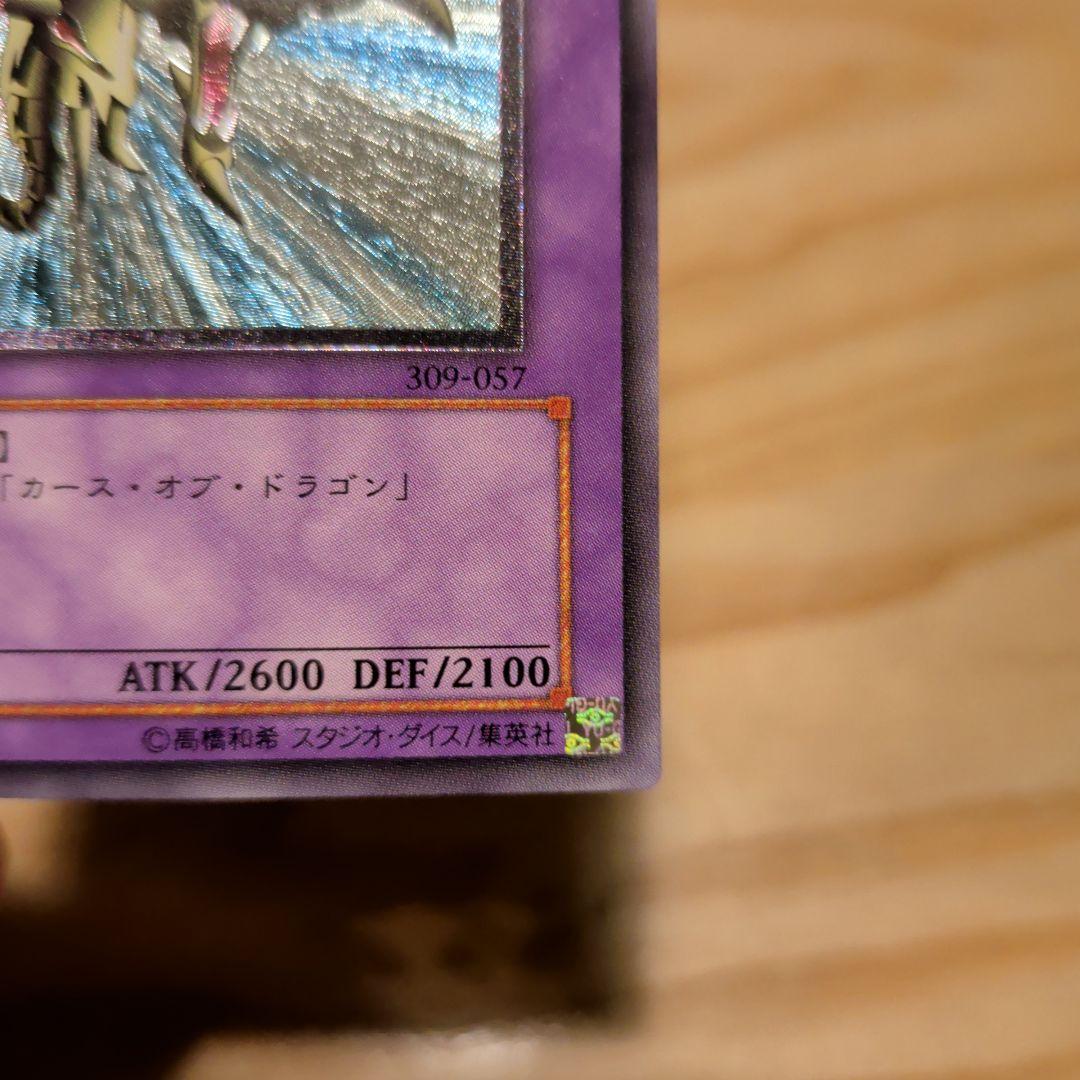 309-057
】
「カース・オブ・ドラゴン」
ATK/2600 DEF/2100
©高橋和希 スタジオ・ダイス/集英社